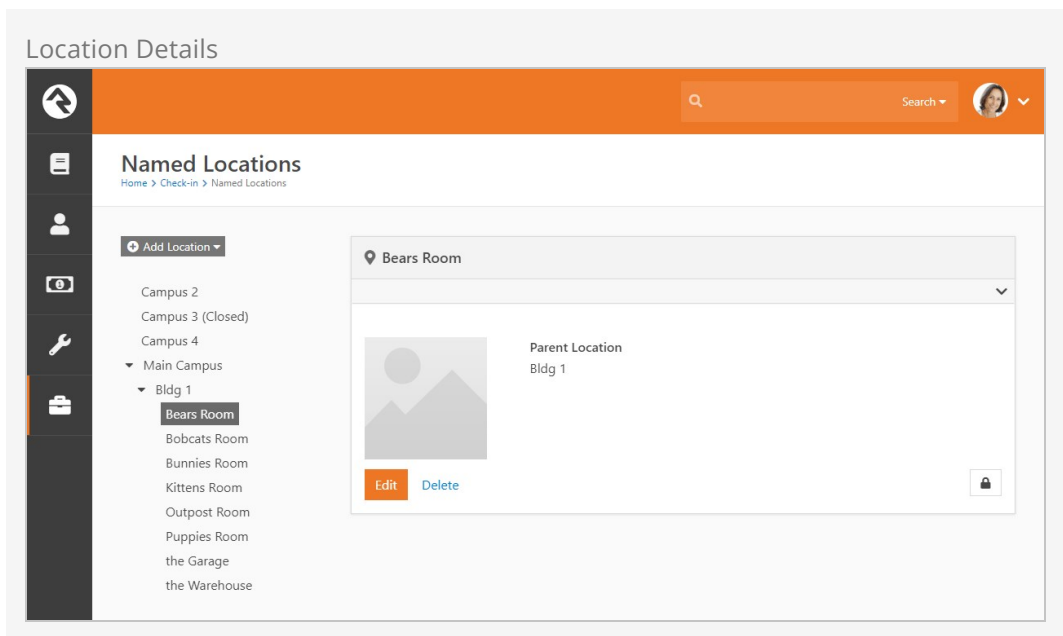 Location Details
Search
Named Locations
Home > Check-in > Named Locations
Add Location
Bears Room
Campus 2
Campus 3 (Closed)
Campus 4
Main Campus
Bldg 1
Bears Room
Bobcats Room
Bunnies Room
Kittens Room
Outpost Room
Puppies Room
the Garage
the Warehouse
Parent Location
Bldg 1
Edit Delete